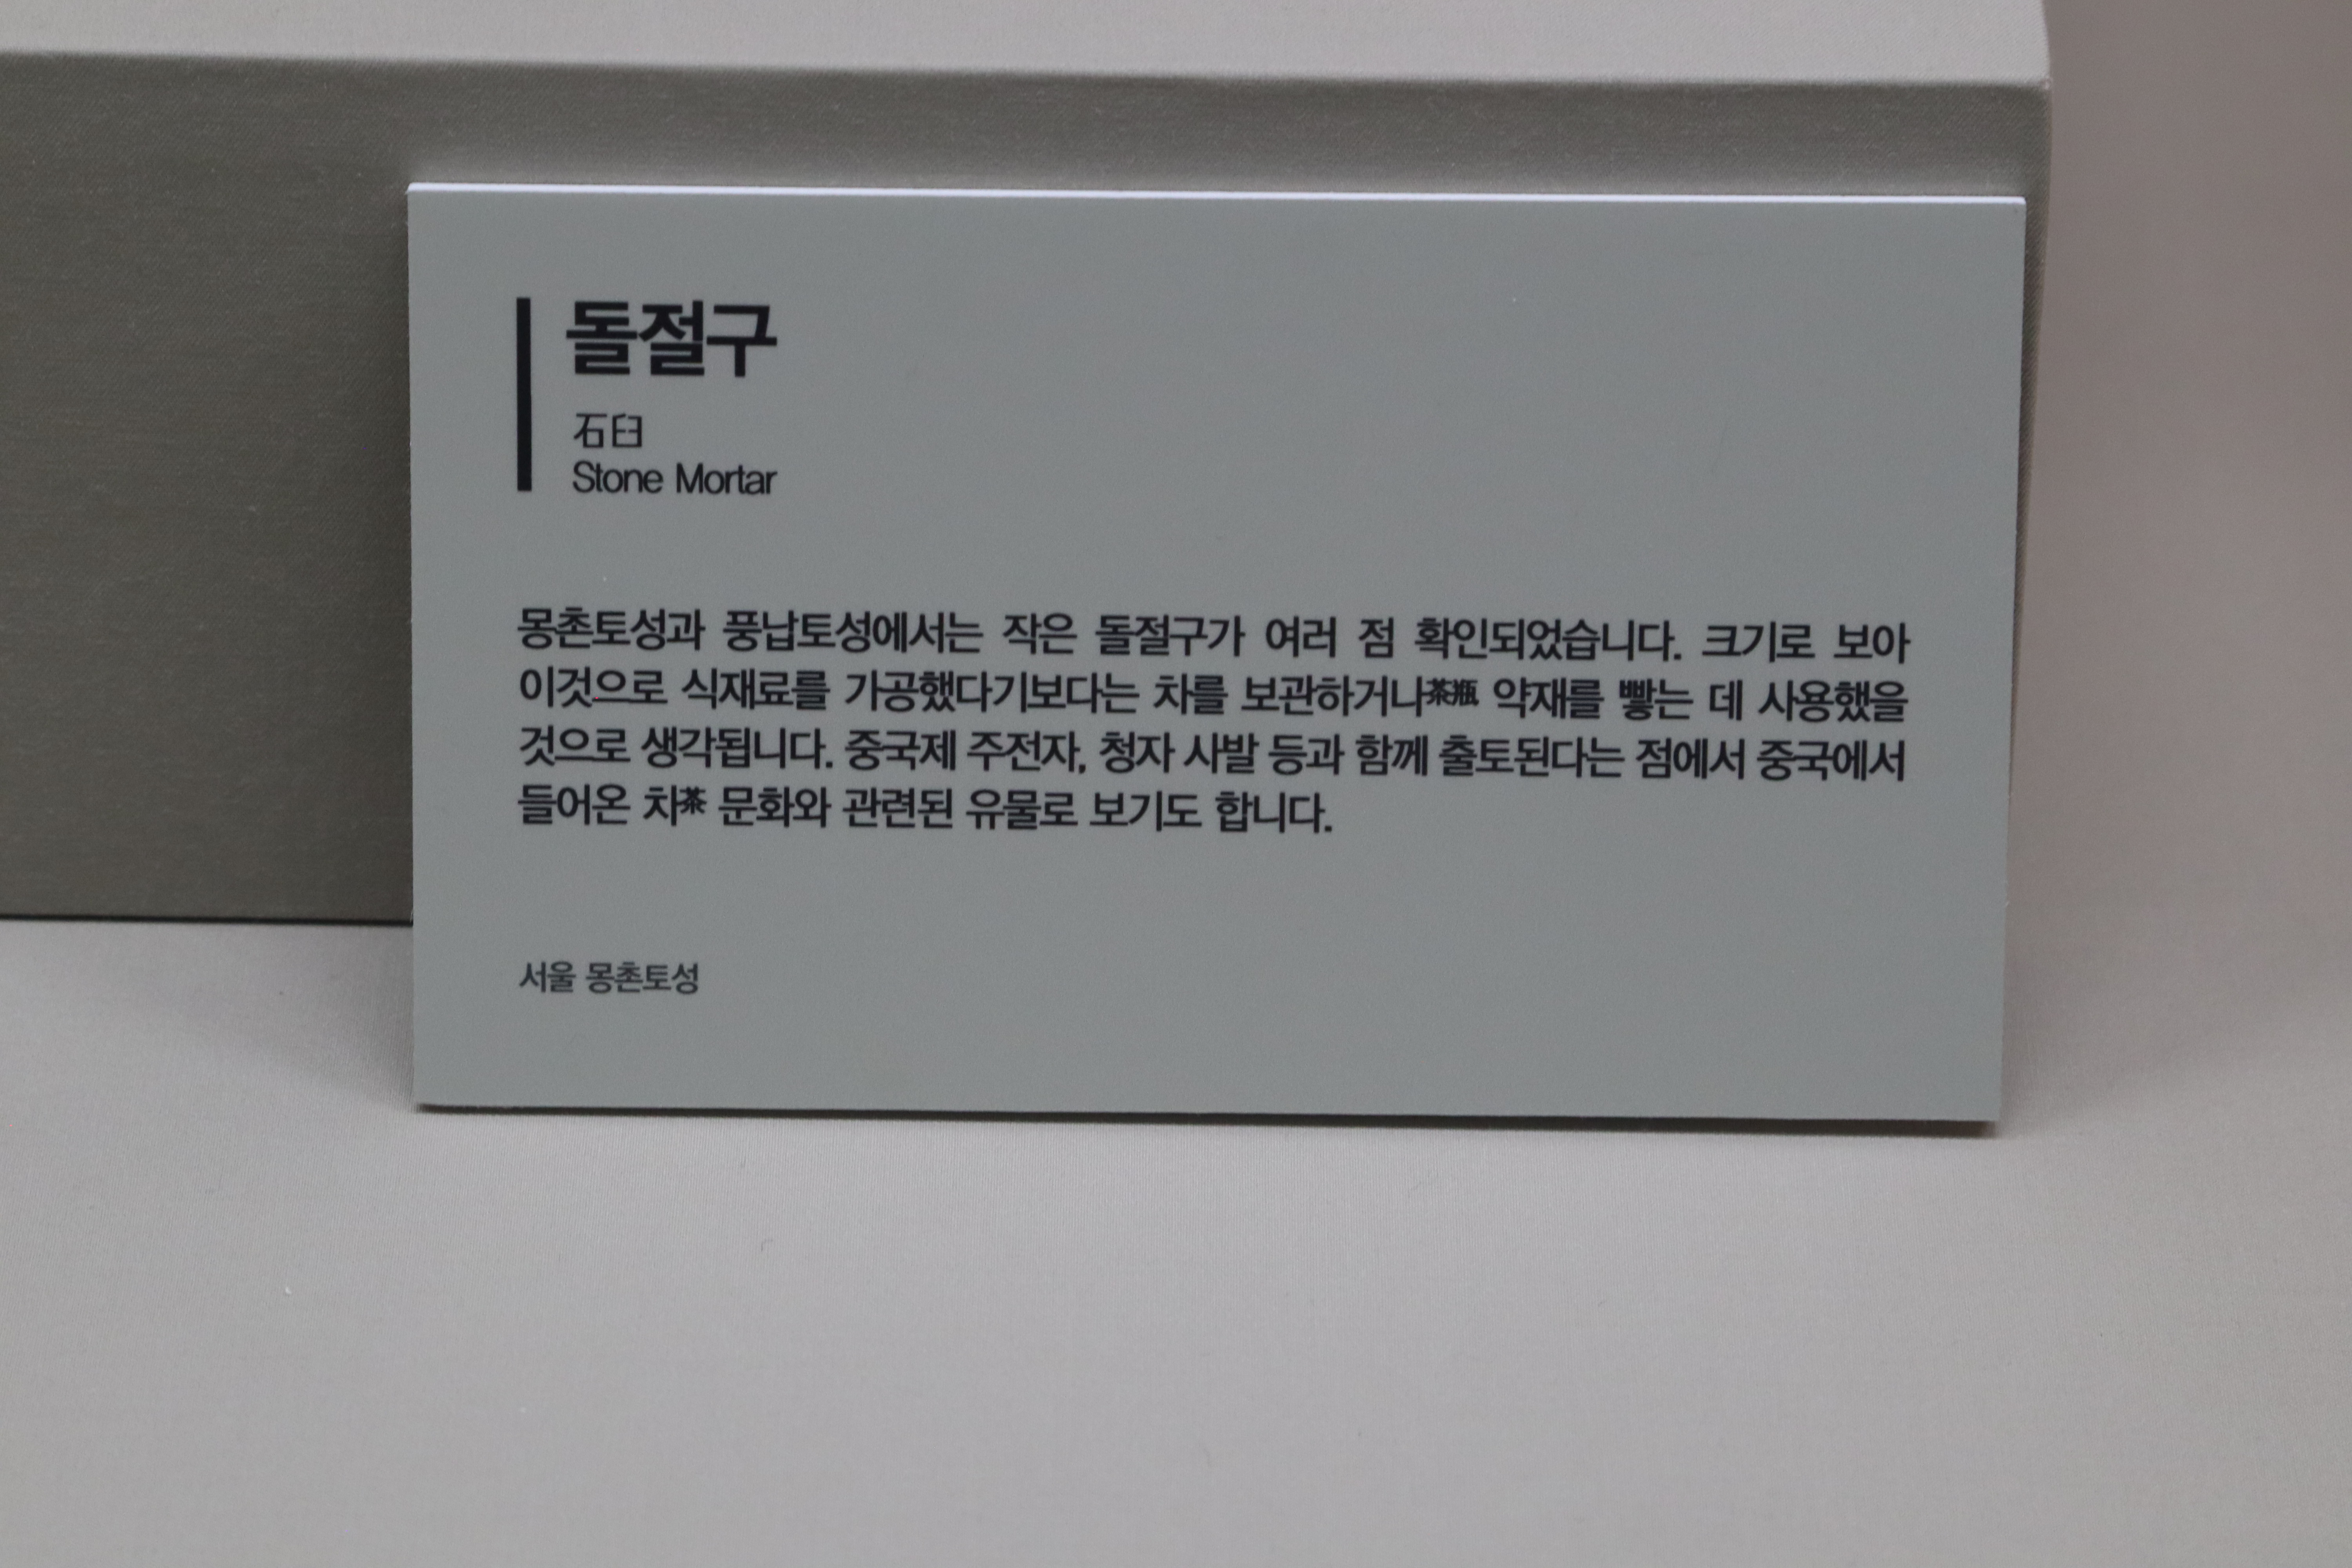 돌절구
石臼
Stone Mortar
몽촌토성과 풍납토성에서는 작은 돌절구가 여러 점 확인되었습니다. 크기로 보아
이것으로 식재료를 가공했다기보다는 차를 보관하거나茶瓶 약재를 빻는 데 사용했을
것으로 생각됩니다. 중국제 주전자, 청자 사발 등과 함께 출토된다는 점에서 중국에서
들어온 차茶 문화와 관련된 유물로 보기도 합니다.
서울 몽촌토성